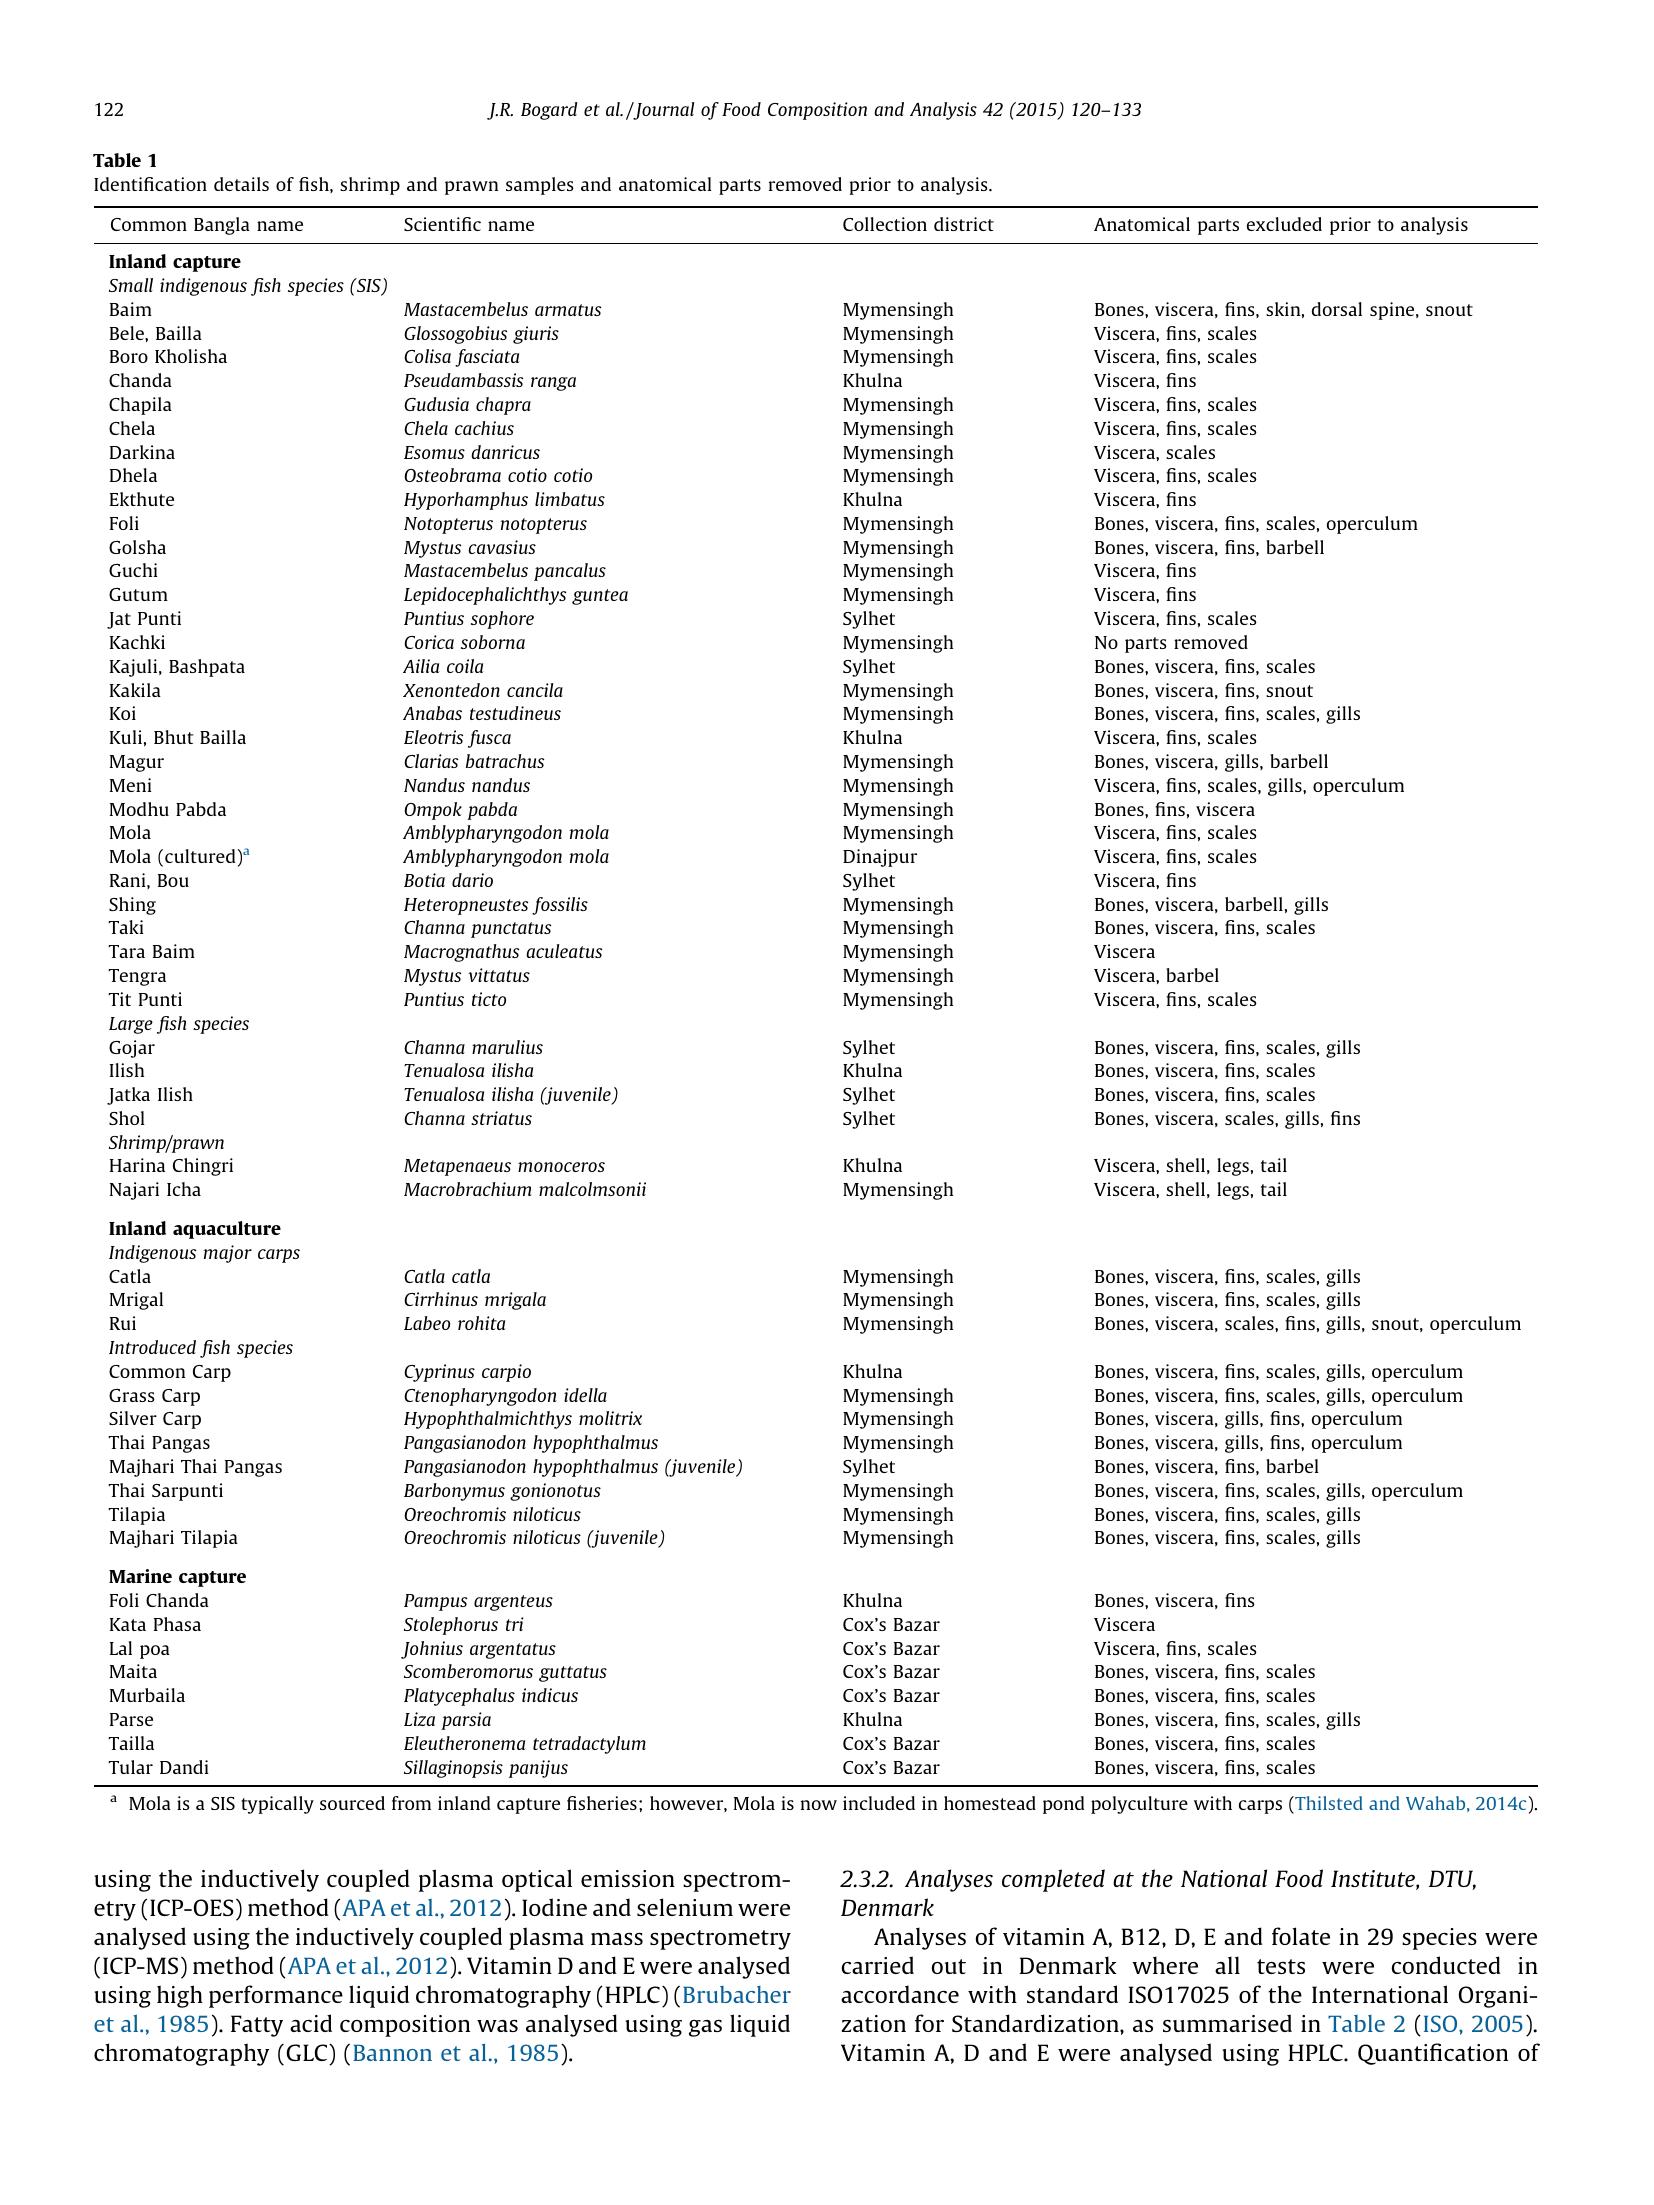 122
J.R. Bogard et al. / Journal of Food Composition and Analysis 42 (2015) 120–133
Table 1
Identification details of fish, shrimp and prawn samples and anatomical parts removed prior to analysis.
Common Bangla name Scientific name Collection district Anatomical parts excluded prior to analysis
Inland capture
Small indigenous fish species (SIS)
Baim Mastacembelus armatus Mymensingh Bones, viscera, fins, skin, dorsal spine, snout
Bele, Bailla Glossogobius giuris Mymensingh Viscera, fins, scales
Boro Kholisha Colisa fasciata Mymensingh Viscera, fins, scales
Chanda Pseudambassis ranga Khulna Viscera, fins
Chapila Gudusia chapra Mymensingh Viscera, fins, scales
Chela Chela cachius Mymensingh Viscera, fins, scales
Darkina Esomus danricus Mymensingh Viscera, scales
Dhela Osteobrama cotio cotio Mymensingh Viscera, fins, scales
Ekthute Hyporhamphus limbatus Khulna Viscera, fins
Foli Notopterus notopterus Mymensingh Bones, viscera, fins, scales, operculum
Golsha Mystus cavasius Mymensingh Bones, viscera, fins, barbell
Guchi Mastacembelus pancalus Mymensingh Viscera, fins
Gutum Lepidocephalichthys guntea Mymensingh Viscera, fins
Jat Punti Puntius sophore Sylhet Viscera, fins, scales
Kachki Corica soborna Mymensingh No parts removed
Kajuli, Bashpata Ailia coila Sylhet Bones, viscera, fins, scales
Kakila Xenontedon cancila Mymensingh Bones, viscera, fins, snout
Koi Anabas testudineus Mymensingh Bones, viscera, fins, scales, gills
Kuli, Bhut Bailla Eleotris fusca Khulna Viscera, fins, scales
Magur Clarias batrachus Mymensingh Bones, viscera, gills, barbell
Meni Nandus nandus Mymensingh Viscera, fins, scales, gills, operculum
Modhu Pabda Ompok pabda Mymensingh Bones, fins, viscera
Mola Amblypharyngodon mola Mymensingh Viscera, fins, scales
Mola (cultured)a Amblypharyngodon mola Dinajpur Viscera, fins, scales
Rani, Bou Botia dario Sylhet Viscera, fins
Shing Heteropneustes fossilis Mymensingh Bones, viscera, barbell, gills
Taki Channa punctatus Mymensingh Bones, viscera, fins, scales
Tara Baim Macrognathus aculeatus Mymensingh Viscera
Tengra Mystus vittatus Mymensingh Viscera, barbel
Tit Punti Puntius ticto Mymensingh Viscera, fins, scales
Large fish species
Gojar Channa marulius Sylhet Bones, viscera, fins, scales, gills
Ilish Tenualosa ilisha Khulna Bones, viscera, fins, scales
Jatka Ilish Tenualosa ilisha (juvenile) Sylhet Bones, viscera, fins, scales
Shol Channa striatus Sylhet Bones, viscera, scales, gills, fins
Shrimp/prawn
Harina Chingri Metapenaeus monoceros Khulna Viscera, shell, legs, tail
Najari Icha Macrobrachium malcolmsonii Mymensingh Viscera, shell, legs, tail
Inland aquaculture
Indigenous major carps
Catla Catla catla Mymensingh Bones, viscera, fins, scales, gills
Mrigal Cirrhinus mrigala Mymensingh Bones, viscera, fins, scales, gills
Rui Labeo rohita Mymensingh Bones, viscera, scales, fins, gills, snout, operculum
Introduced fish species
Common Carp Cyprinus carpio Khulna Bones, viscera, fins, scales, gills, operculum
Grass Carp Ctenopharyngodon idella Mymensingh Bones, viscera, fins, scales, gills, operculum
Silver Carp Hypophthalmichthys molitrix Mymensingh Bones, viscera, gills, fins, operculum
Thai Pangas Pangasianodon hypophthalmus Mymensingh Bones, viscera, gills, fins, operculum
Majhari Thai Pangas Pangasianodon hypophthalmus (juvenile) Sylhet Bones, viscera, fins, barbel
Thai Sarpunti Barbonymus gonionotus Mymensingh Bones, viscera, fins, scales, gills, operculum
Tilapia Oreochromis niloticus Mymensingh Bones, viscera, fins, scales, gills
Majhari Tilapia Oreochromis niloticus (juvenile) Mymensingh Bones, viscera, fins, scales, gills
Marine capture
Foli Chanda Pampus argenteus Khulna Bones, viscera, fins
Kata Phasa Stolephorus tri Cox's Bazar Viscera
Lal poa Johnius argentatus Cox's Bazar Viscera, fins, scales
Maita Scomberomorus guttatus Cox's Bazar Bones, viscera, fins, scales
Murbaila Platycephalus indicus Cox's Bazar Bones, viscera, fins, scales
Parse Liza parsia Khulna Bones, viscera, fins, scales, gills
Tailla Eleutheronema tetradactylum Cox's Bazar Bones, viscera, fins, scales
Tular Dandi Sillaginopsis panijus Cox's Bazar Bones, viscera, fins, scales
a Mola is a SIS typically sourced from inland capture fisheries; however, Mola is now included in homestead pond polyculture with carps (Thilsted and Wahab, 2014c).
using the inductively coupled plasma optical emission spectrom-
etry (ICP-OES) method (APA et al., 2012). Iodine and selenium were
analysed using the inductively coupled plasma mass spectrometry
(ICP-MS) method (APA et al., 2012). Vitamin D and E were analysed
using high performance liquid chromatography (HPLC) (Brubacher
et al., 1985). Fatty acid composition was analysed using gas liquid
chromatography (GLC) (Bannon et al., 1985).
2.3.2. Analyses completed at the National Food Institute, DTU,
Denmark
Analyses of vitamin A, B12, D, E and folate in 29 species were
carried out in Denmark where all tests were conducted in
accordance with standard ISO17025 of the International Organi-
zation for Standardization, as summarised in Table 2 (ISO, 2005).
Vitamin A, D and E were analysed using HPLC. Quantification of